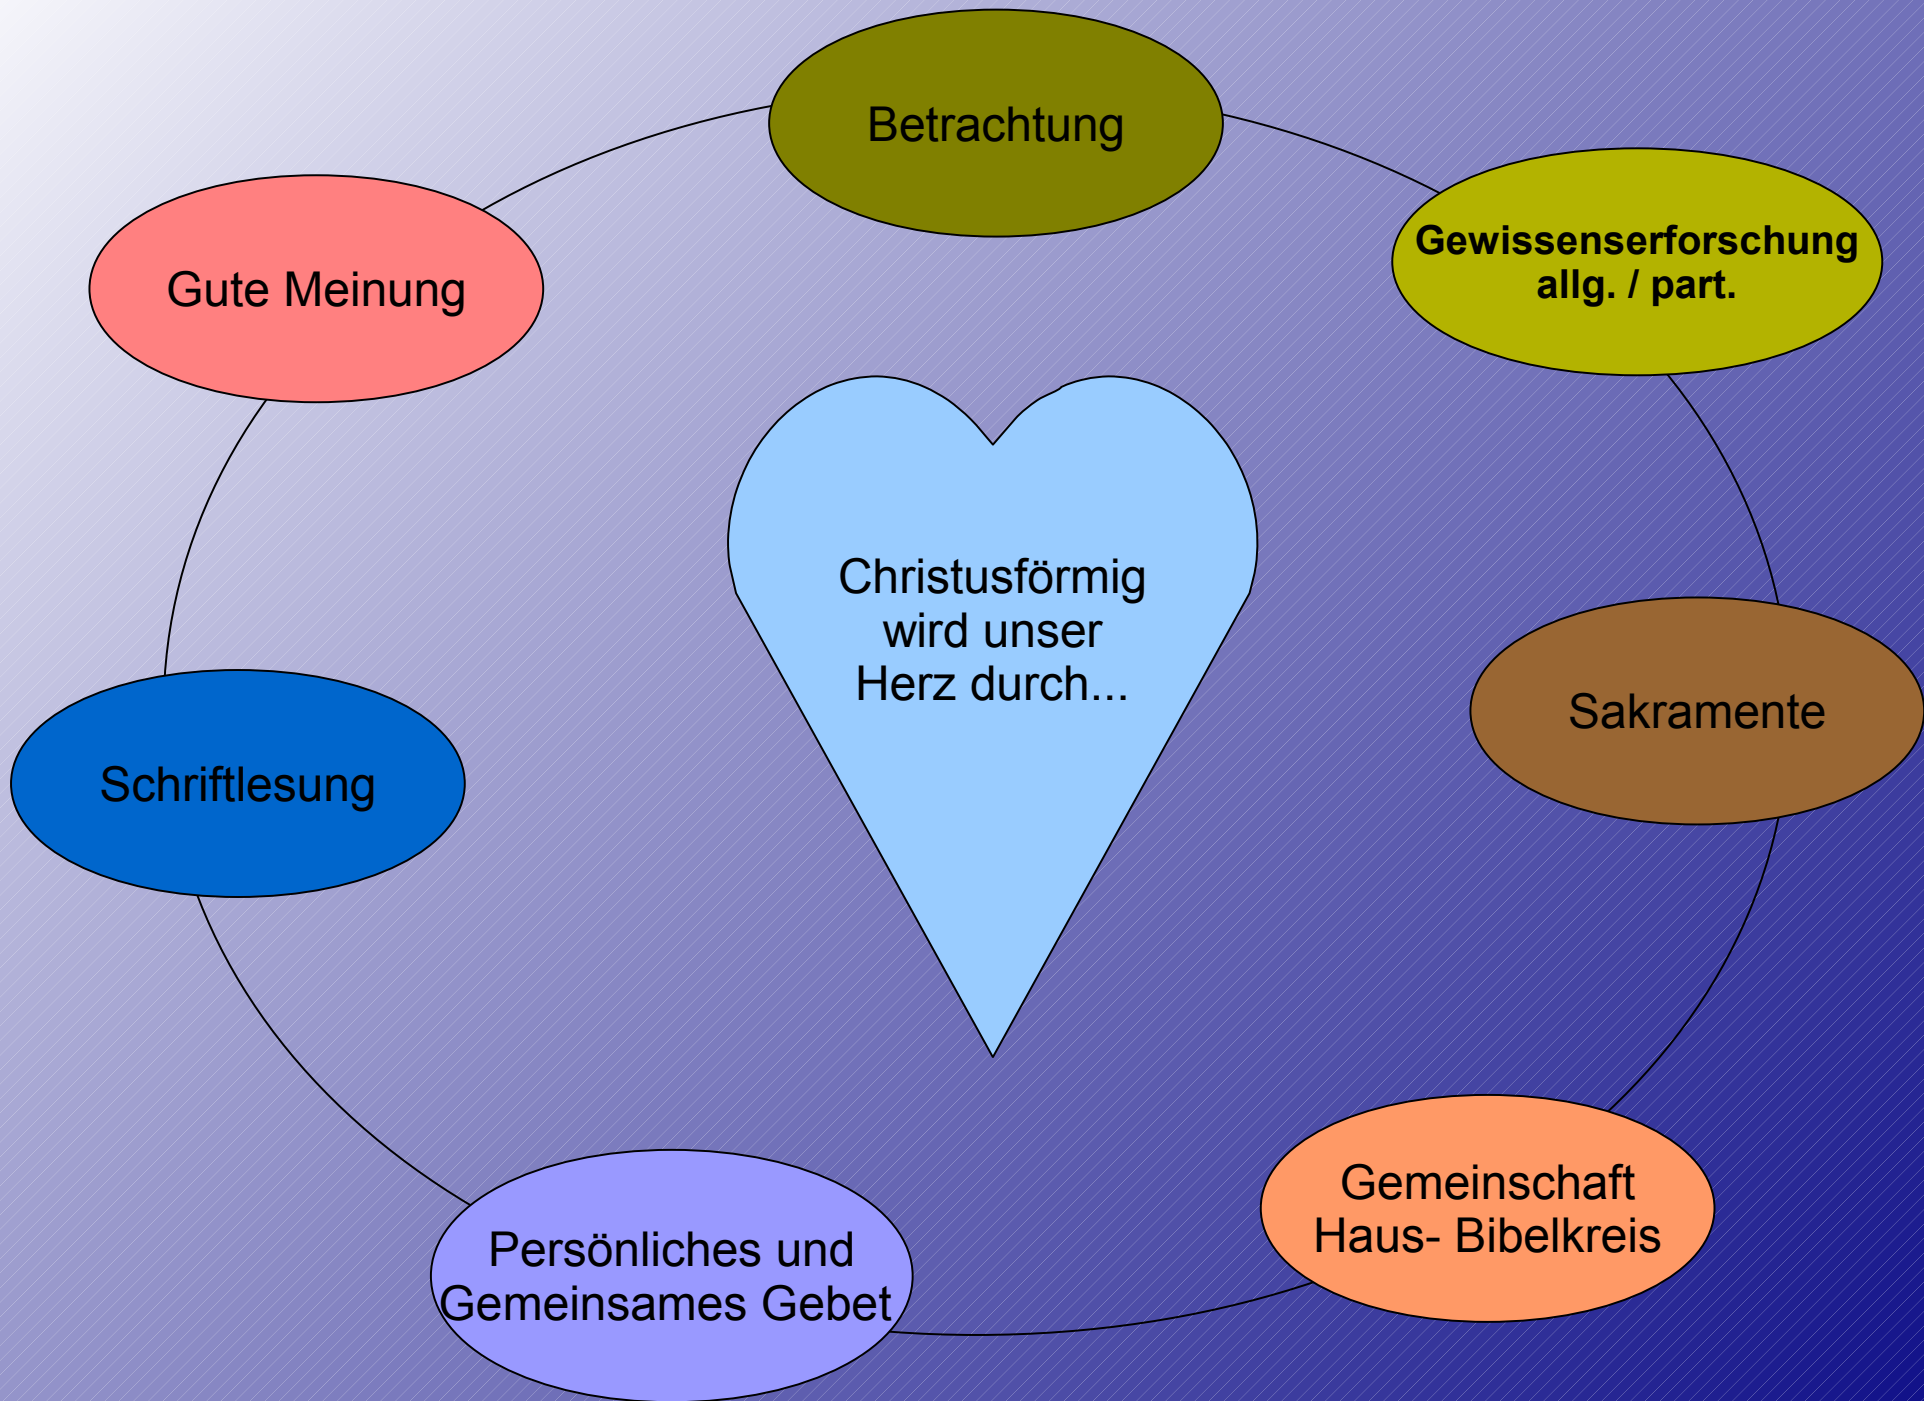 Betrachtung
Gewissenserforschung
allg. / part.
Gute Meinung
Christusförmig
wird unser
Herz durch...
Sakramente
Schriftlesung
Gemeinschaft
Haus- Bibelkreis
Persönliches und
Gemeinsames Gebet